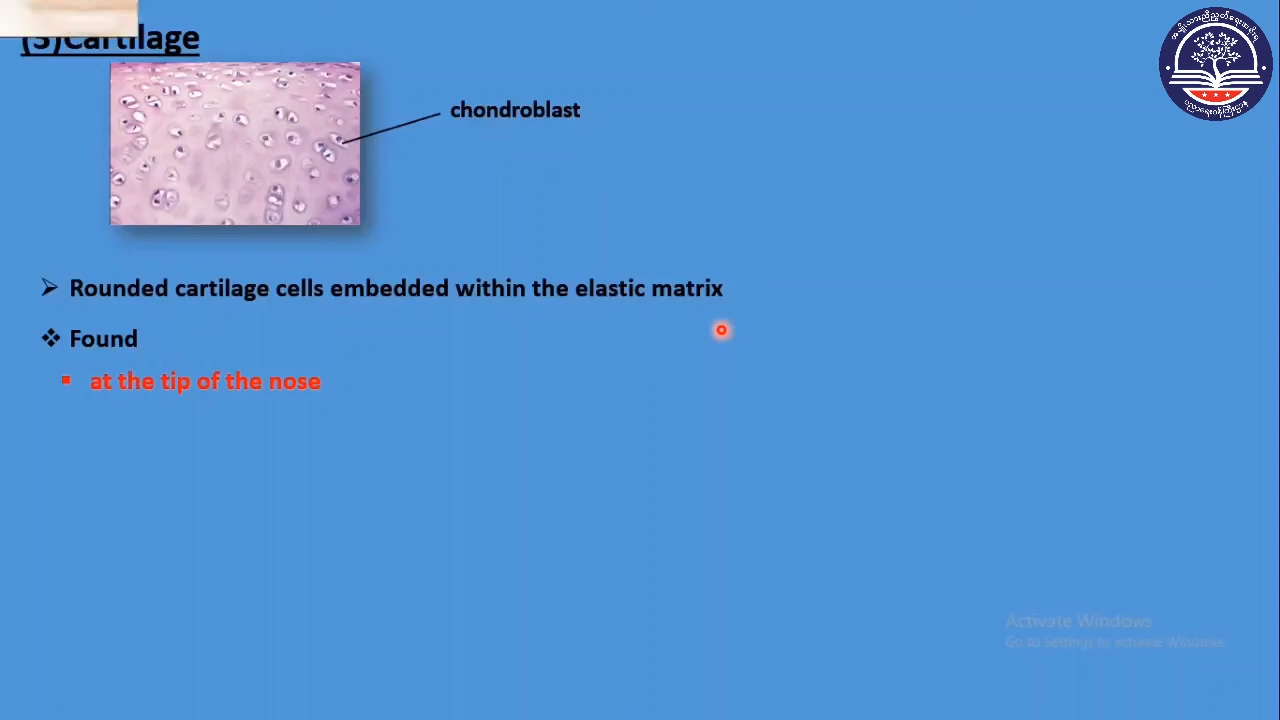 (3)Cartilage
chondroblast
Rounded cartilage cells embedded within the elastic matrix
Found
at the tip of the nose
Activate Windows
Go to Settings to activate Windows.